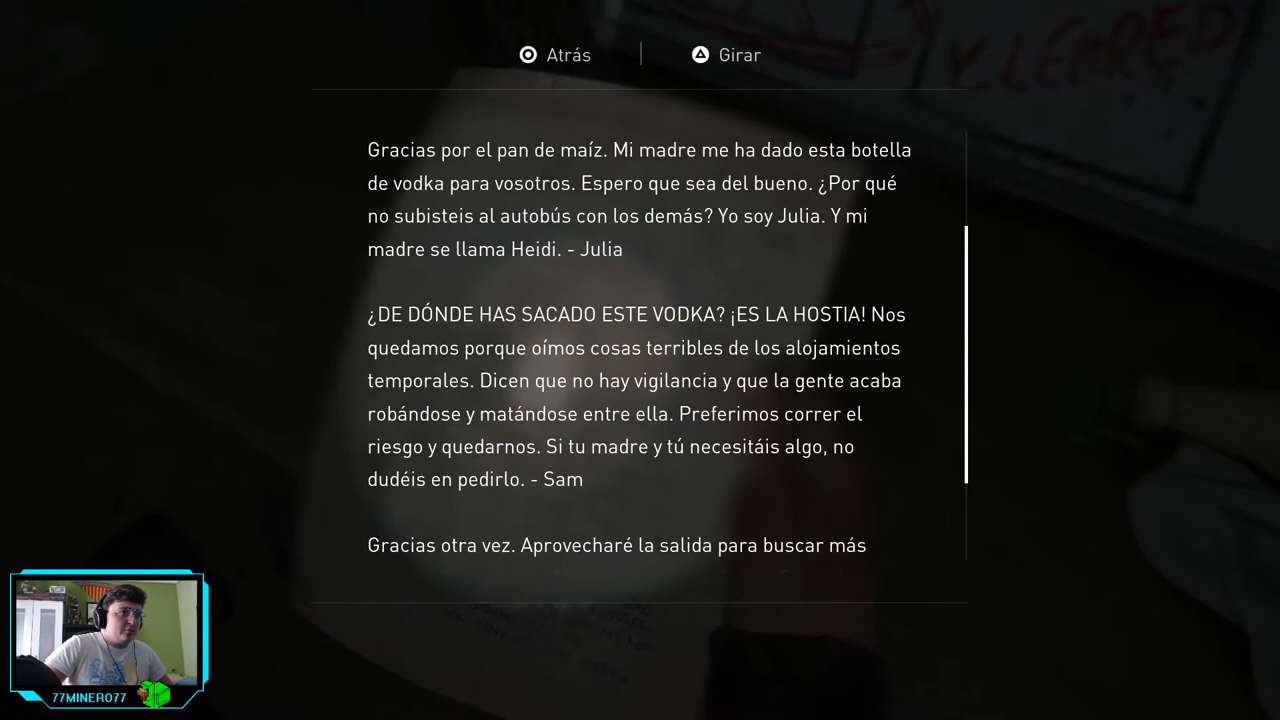 Y LEARED
Atrás
Girar
Gracias por el pan de maíz. Mi madre me ha dado esta botella
de vodka para vosotros. Espero que sea del bueno. ¿Por qué
no subisteis al autobús con los demás? Yo soy Julia. Y mi
madre se llama Heidi. - Julia
¿DE DÓNDE HAS SACADO ESTE VODKA? ¡ES LA HOSTIA! Nos
quedamos porque oímos cosas terribles de los alojamientos
temporales. Dicen que no hay vigilancia y que la gente acaba
robándose y matándose entre ella. Preferimos correr el
riesgo y quedarnos. Si tu madre y tú necesitáis algo, no
dudéis en pedirlo. - Sam
Gracias otra vez. Aprovecharé la salida para buscar más
77MINERO77